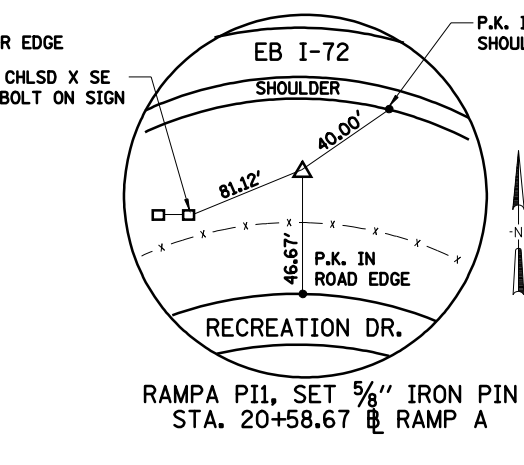 R EDGE
CHLSD X SE
BOLT ON SIGN
P.K. I
SHOUL
EB I-72
SHOULDER
40.00'
81.12'
46.67'
X X X X X X X
P.K. IN
ROAD EDGE
-N
RECREATION DR.
RAMPA PI1, SET 5/8" IRON PIN
STA. 20+58.67 ℄ RAMP A